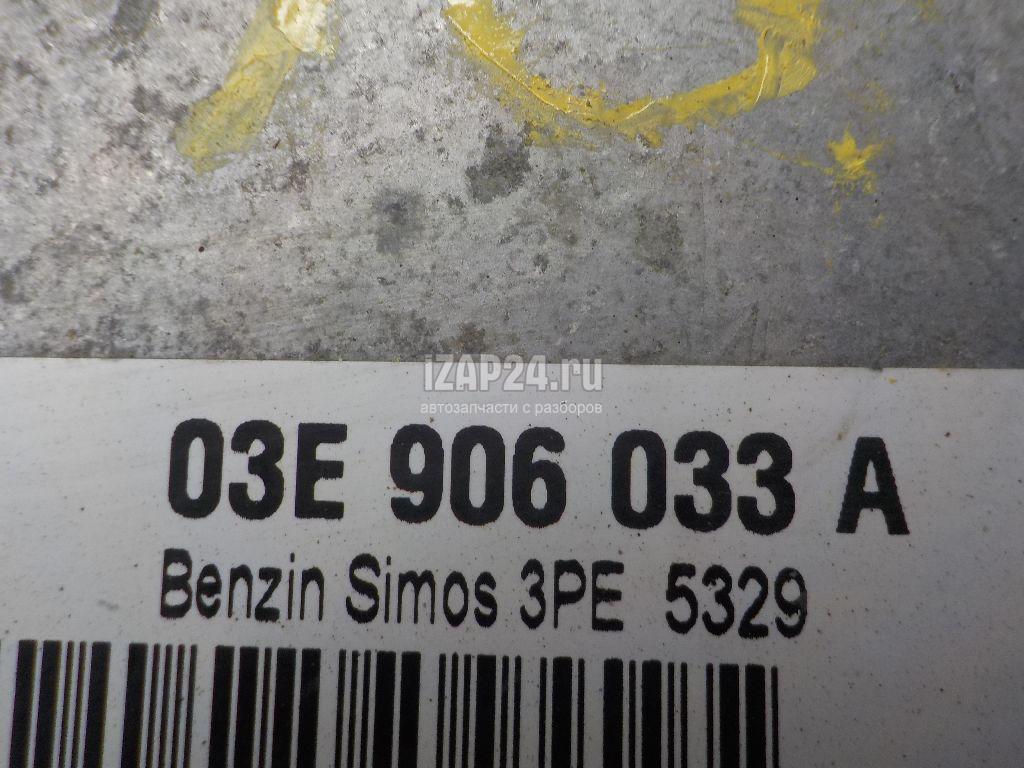 iZAP24.ru
автозапчасти с разборов
03E 906 033 A
Benzin Simos 3PE 5329